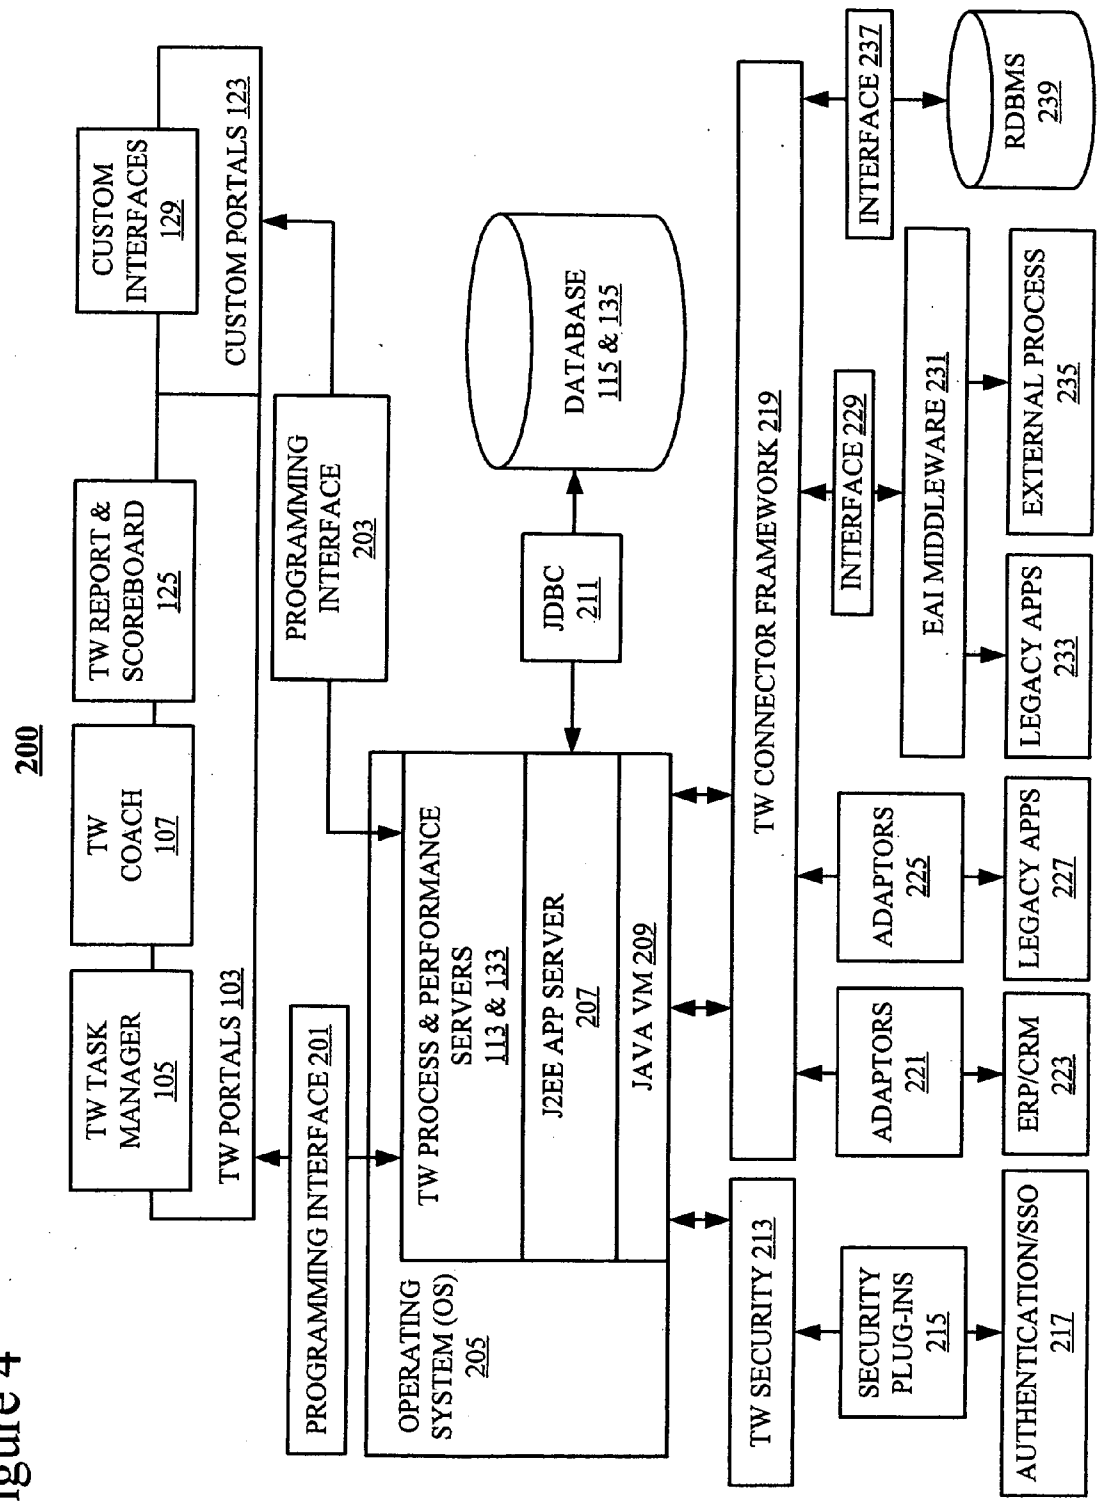 200
TW TASK
MANAGER
105
TW
COACH
107
TW REPORT &
SCOREBOARD
125
CUSTOM
INTERFACES
129
TW PORTALS 103
CUSTOM PORTALS 123
PROGRAMMING INTERFACE 201
PROGRAMMING
INTERFACE
203
OPERATING
SYSTEM (OS)
205
TW PROCESS & PERFORMANCE
SERVERS
113 & 133
J2EE APP SERVER
207
JAVA VM 209
JDBC
211
DATABASE
115 & 135
TW SECURITY 213
TW CONNECTOR FRAMEWORK 219
SECURITY
PLUG-INS
215
ADAPTORS
221
ADAPTORS
225
INTERFACE 229
INTERFACE 237
EAI MIDDLEWARE 231
AUTHENTICATION/SSO
217
ERP/CRM
223
LEGACY APPS
227
LEGACY APPS
233
EXTERNAL PROCESS
235
RDBMS
239